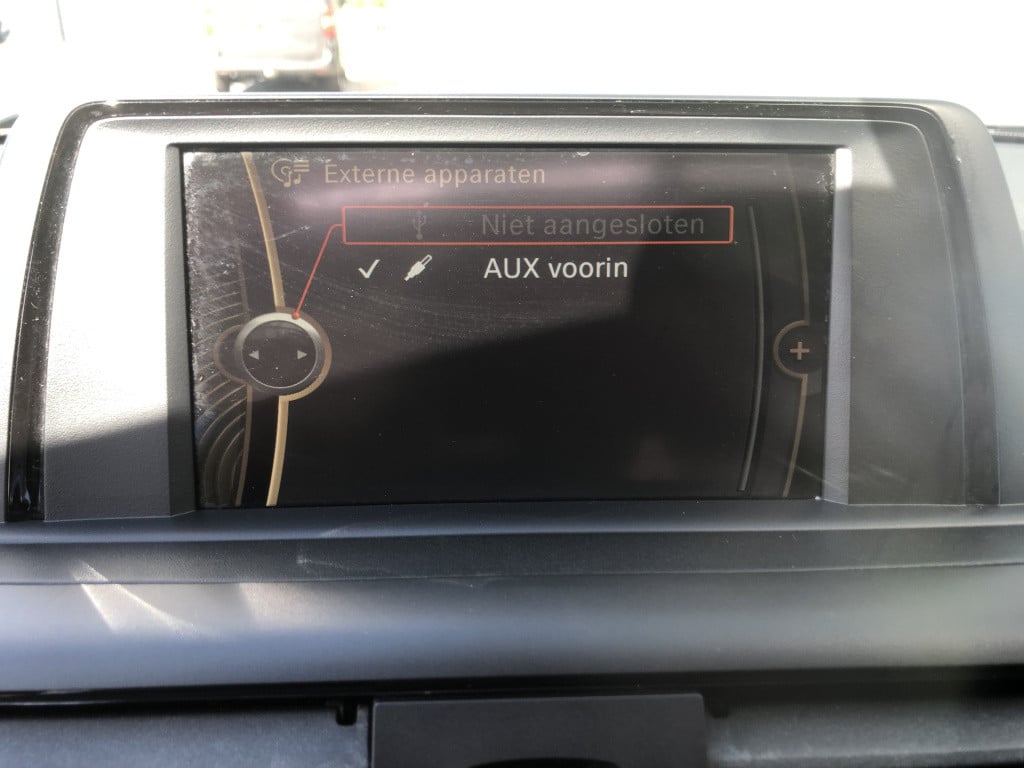 Externe apparaten
Niet aangesloten
AUX voorin